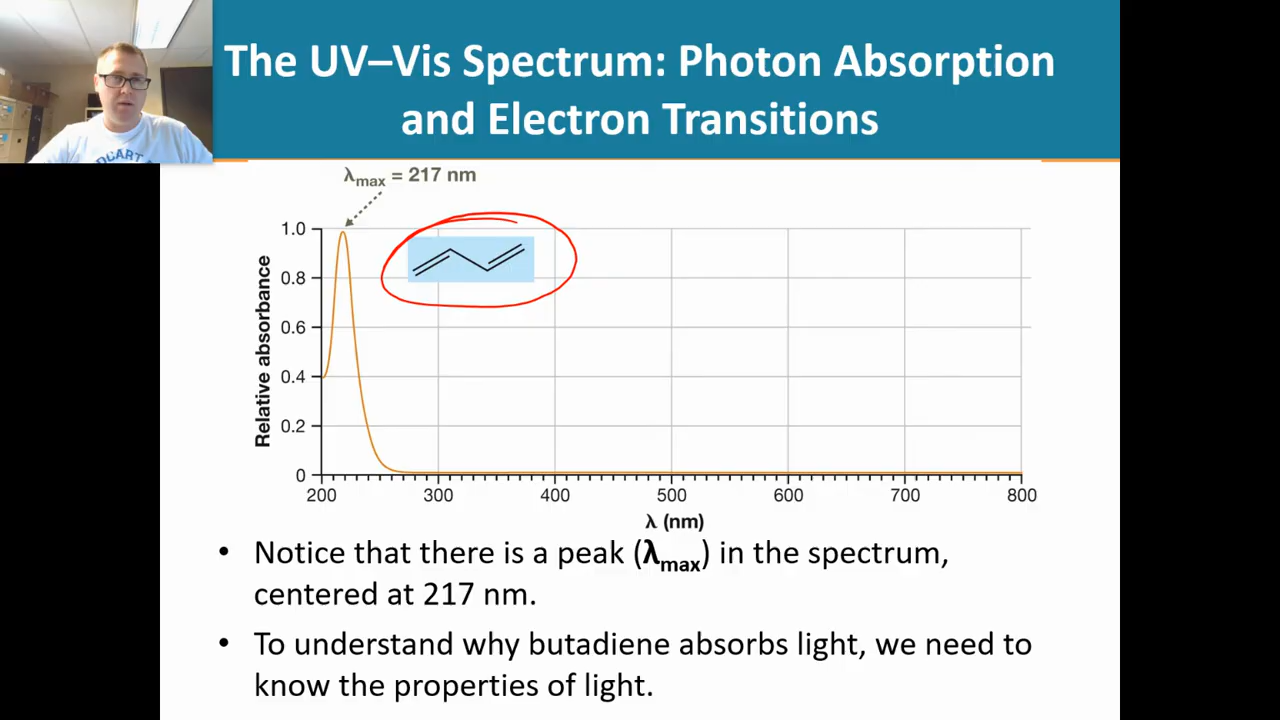 The UV–Vis Spectrum: Photon Absorption
and Electron Transitions
λmax = 217 nm
1.0
0.8
0.6
0.4
0.2
0
Relative absorbance
200 300 400 500 600 700 800
λ (nm)
• Notice that there is a peak (λmax) in the spectrum,
centered at 217 nm.
• To understand why butadiene absorbs light, we need to
know the properties of light.